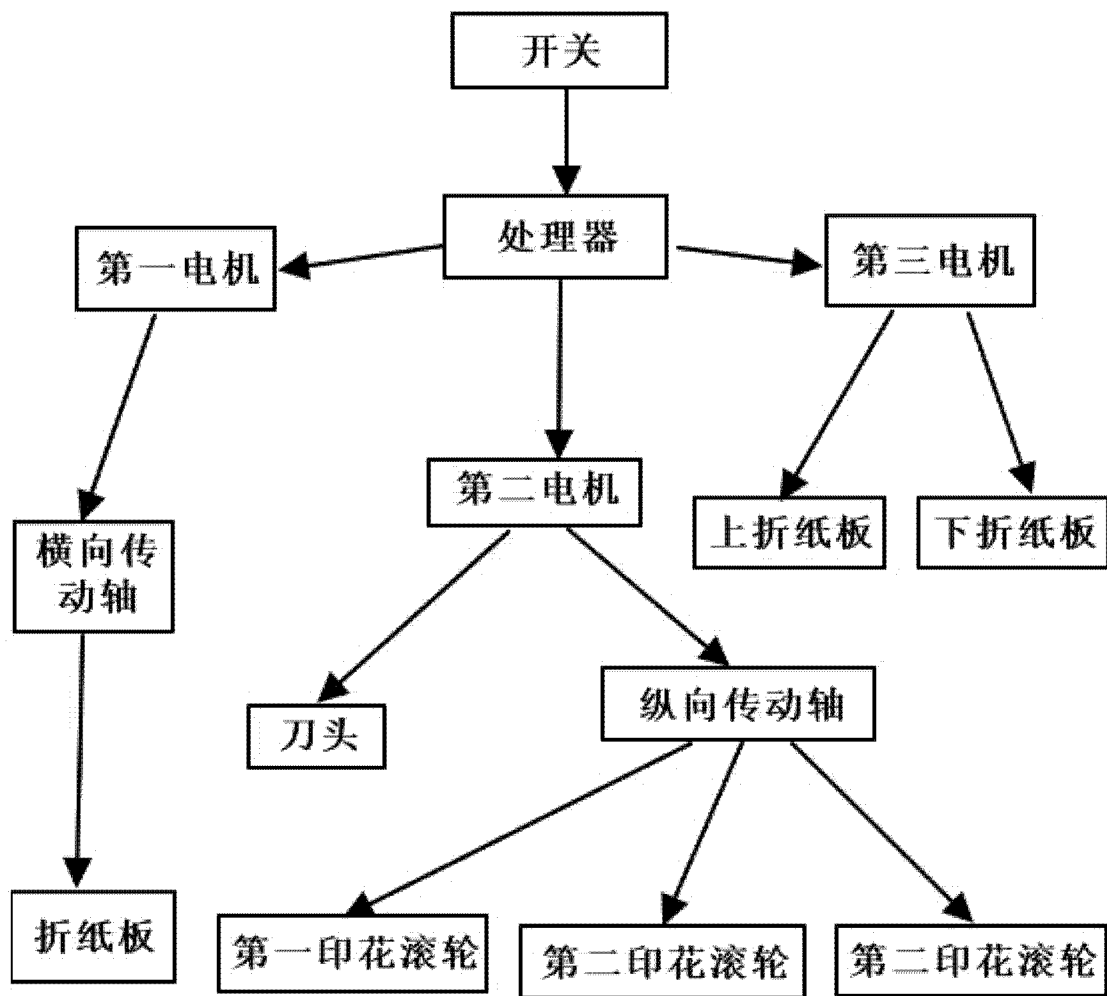 开关
处理器
第一电机
第三电机
第二电机
上折纸板
下折纸板
横向传
动轴
刀头
纵向传动轴
折纸板
第一印花滚轮
第二印花滚轮
第二印花滚轮